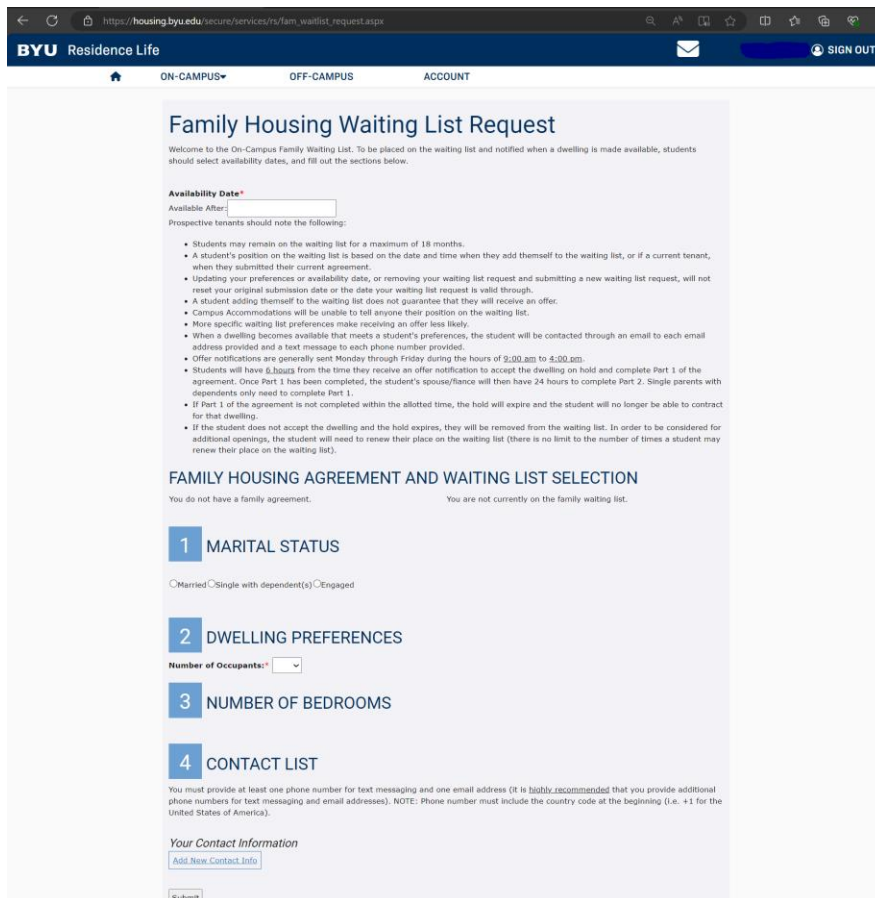 https://housing.byu.edu/secure/services/rs/fam_waitlist_request.aspx
BYU Residence Life
SIGN OUT
ON-CAMPUS
OFF-CAMPUS
ACCOUNT
Family Housing Waiting List Request
Welcome to the On-Campus Family Waiting List. To be placed on the waiting list and notified when a dwelling is made available, students
should select availability dates, and fill out the sections below.
Availability Date*
Available After:
Prospective tenants should note the following:
• Students may remain on the waiting list for a maximum of 18 months.
• A student's position on the waiting list is based on the date and time when they add themself to the waiting list, or if a current tenant,
when they submitted their current agreement.
• Updating your preferences or availability date, or removing your waiting list request and submitting a new waiting list request, will not
reset your original submission date or the date your waiting list request is valid through.
• A student adding themself to the waiting list does not guarantee that they will receive an offer.
• Campus Accommodations will be unable to tell anyone their position on the waiting list.
• More specific waiting list preferences make receiving an offer less likely.
• When a dwelling becomes available that meets a student's preferences, the student will be contacted through an email to each email
address provided and a text message to each phone number provided.
• Offer notifications are generally sent Monday through Friday during the hours of 9:00 am to 4:00 pm.
• Students will have 6 hours from the time they receive an offer notification to accept the dwelling on hold and complete Part 1 of the
agreement. Once Part 1 has been completed, the student's spouse/fiance will then have 24 hours to complete Part 2. Single parents with
dependents only need to complete Part 1.
• If Part 1 of the agreement is not completed within the allotted time, the hold will expire and the student will no longer be able to contract
for that dwelling.
• If the student does not accept the dwelling and the hold expires, they will be removed from the waiting list. In order to be considered for
additional openings, the student will need to renew their place on the waiting list (there is no limit to the number of times a student may
renew their place on the waiting list).
FAMILY HOUSING AGREEMENT AND WAITING LIST SELECTION
You do not have a family agreement.
You are not currently on the family waiting list.
1 MARITAL STATUS
Married Single with dependent(s) Engaged
2 DWELLING PREFERENCES
Number of Occupants:*
3 NUMBER OF BEDROOMS
4 CONTACT LIST
You must provide at least one phone number for text messaging and one email address (it is highly recommended that you provide additional
phone numbers for text messaging and email addresses). NOTE: Phone number must include the country code at the beginning (i.e. +1 for the
United States of America).
Your Contact Information
Add New Contact Info
Submit